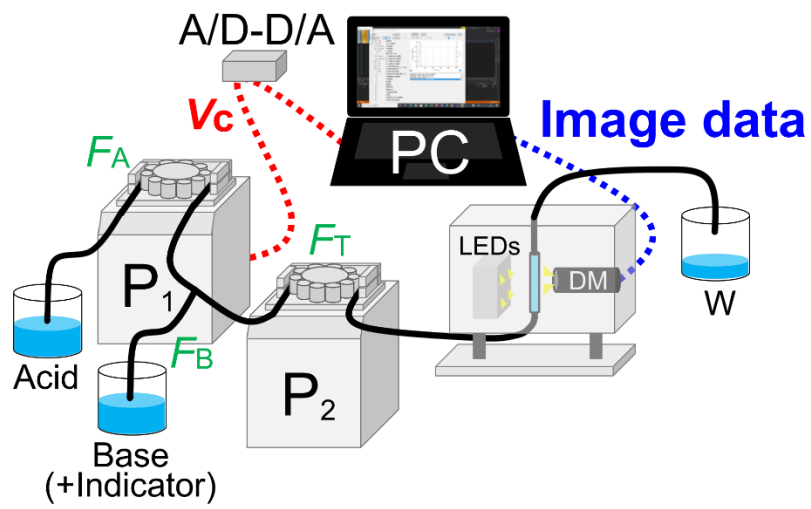 A/D-D/A
Vc
PC
Image data
FA
FT
LEDs
DM
P1
W
Acid
FB
P2
Base
(+Indicator)